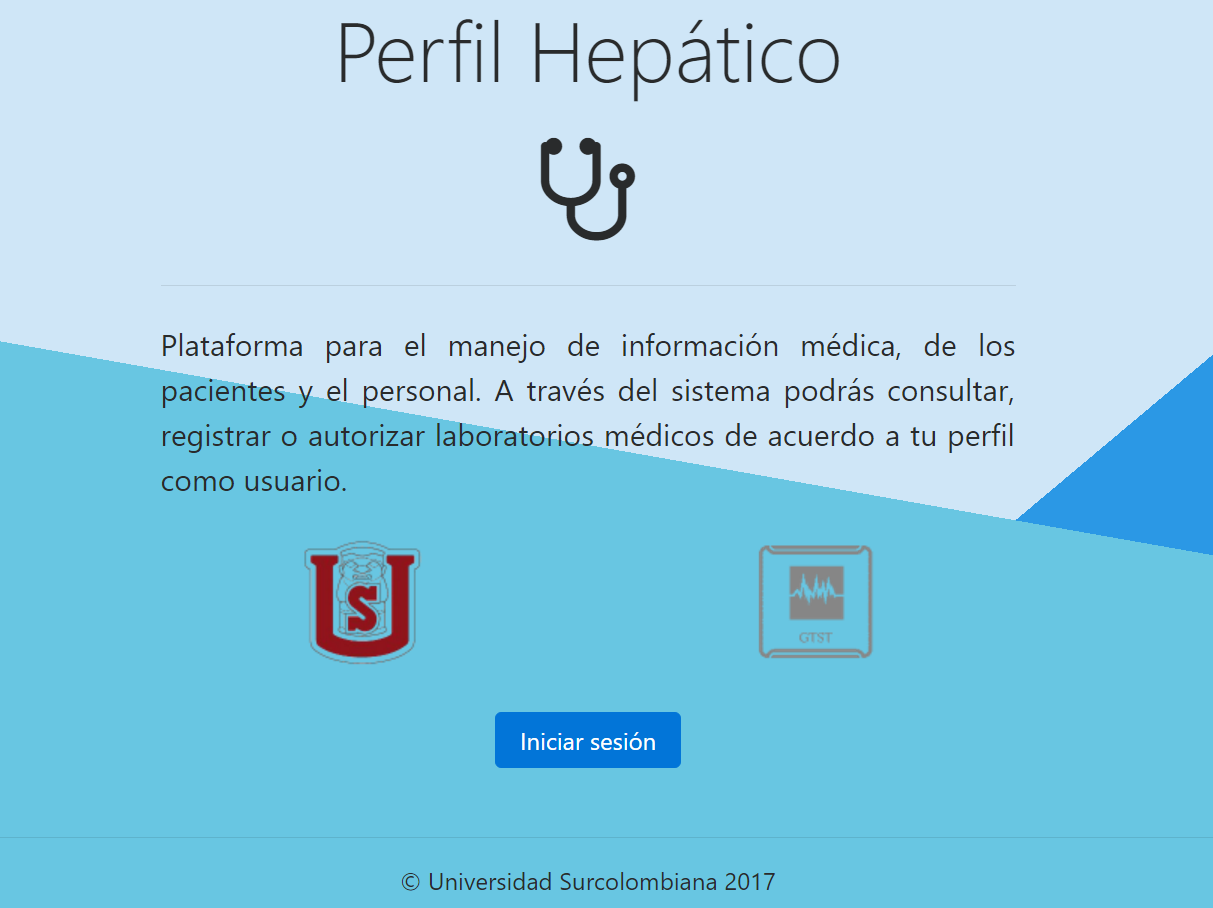 Perfil Hepático
Plataforma para el manejo de información médica, de los
pacientes y el personal. A través del sistema podrás consultar,
registrar o autorizar laboratorios médicos de acuerdo a tu perfil
como usuario.
US
GTST
Iniciar sesión
© Universidad Surcolombiana 2017